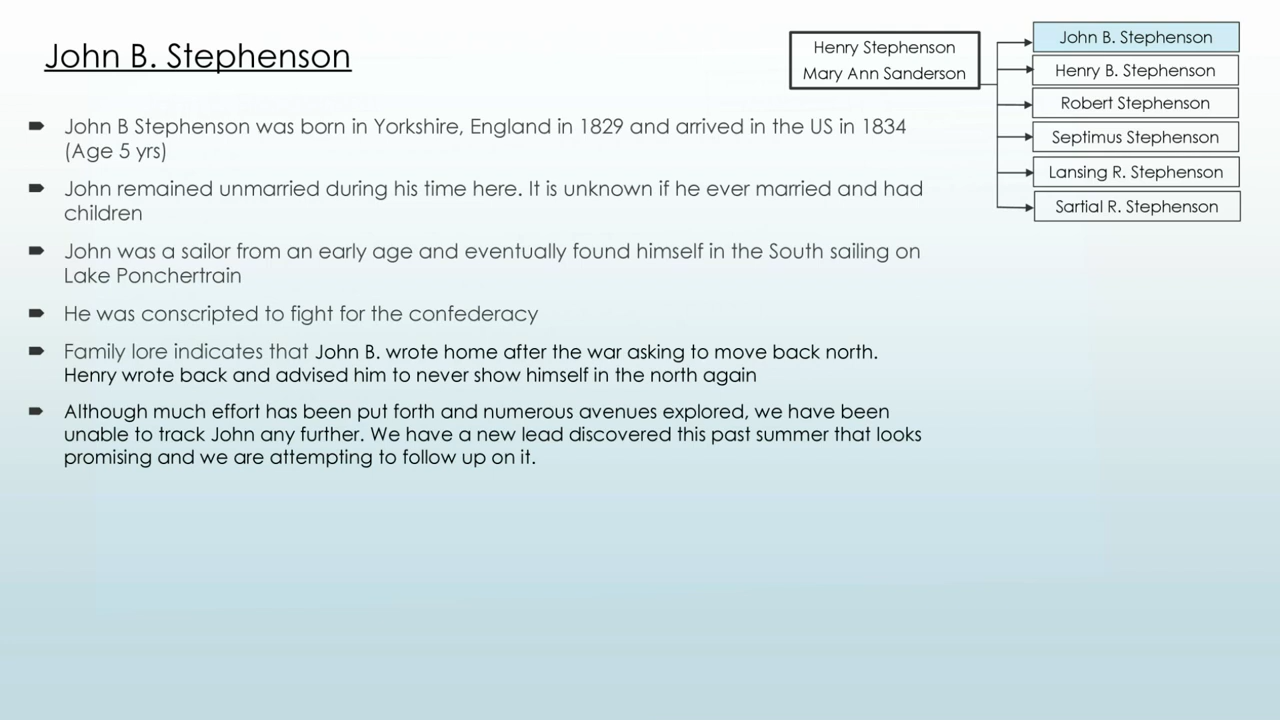 John B. Stephenson
Henry Stephenson
Mary Ann Sanderson
John B. Stephenson
Henry B. Stephenson
Robert Stephenson
Septimus Stephenson
Lansing R. Stephenson
Sartial R. Stephenson
John B Stephenson was born in Yorkshire, England in 1829 and arrived in the US in 1834
(Age 5 yrs)
John remained unmarried during his time here. It is unknown if he ever married and had
children
John was a sailor from an early age and eventually found himself in the South sailing on
Lake Ponchertrain
He was conscripted to fight for the confederacy
Family lore indicates that John B. wrote home after the war asking to move back north.
Henry wrote back and advised him to never show himself in the north again
Although much effort has been put forth and numerous avenues explored, we have been
unable to track John any further. We have a new lead discovered this past summer that looks
promising and we are attempting to follow up on it.